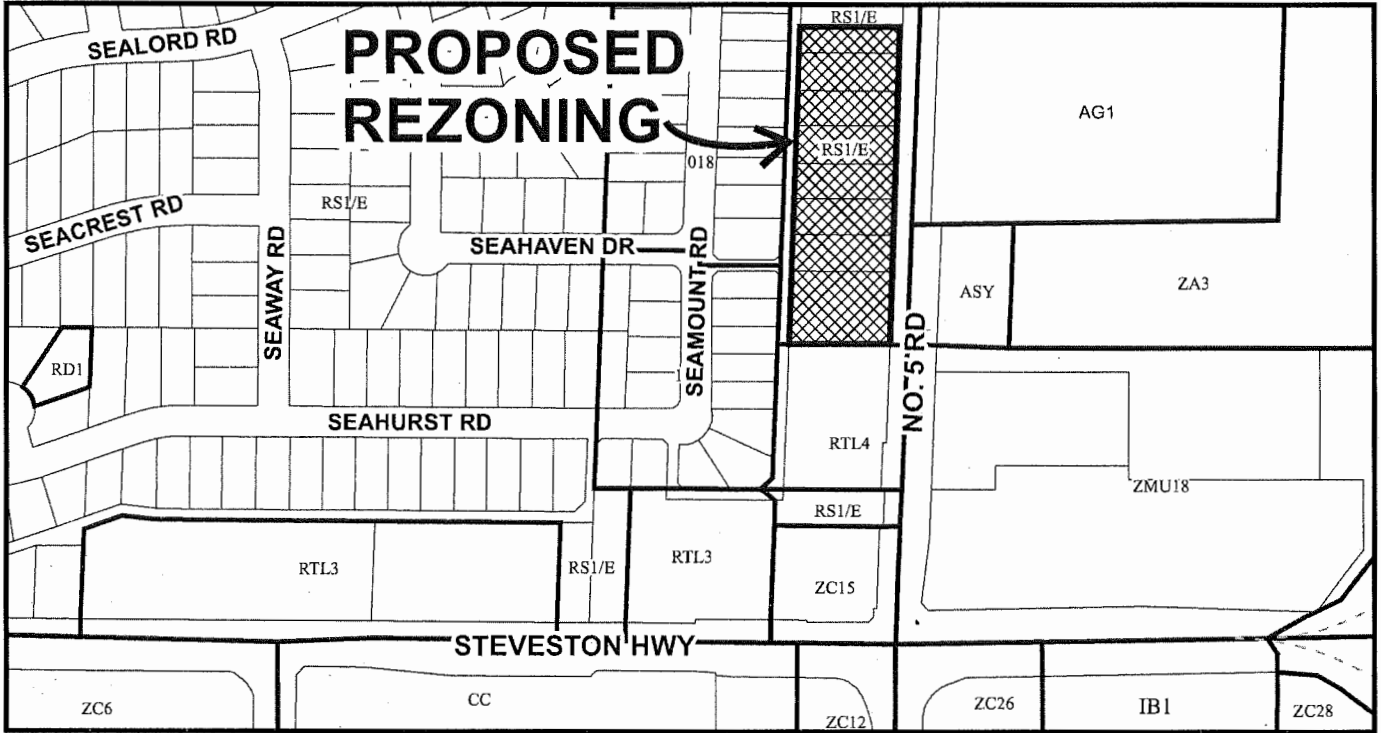 RS1/E
SEALORD RD
PROPOSED
REZONING
AG1
RS1/E
018
RS1/E
SEACREST RD
SEAHAVEN DR
SEAWAY RD
SEAMOUNT RD
ASY
ZA3
NO. 5 RD
RD1
SEAHURST RD
RTL4
ZMU18
RS1/E
RTL3
RS1/E
RTL3
ZC15
STEVESTON HWY
ZC6
CC
ZC12
ZC26
IB1
ZC28